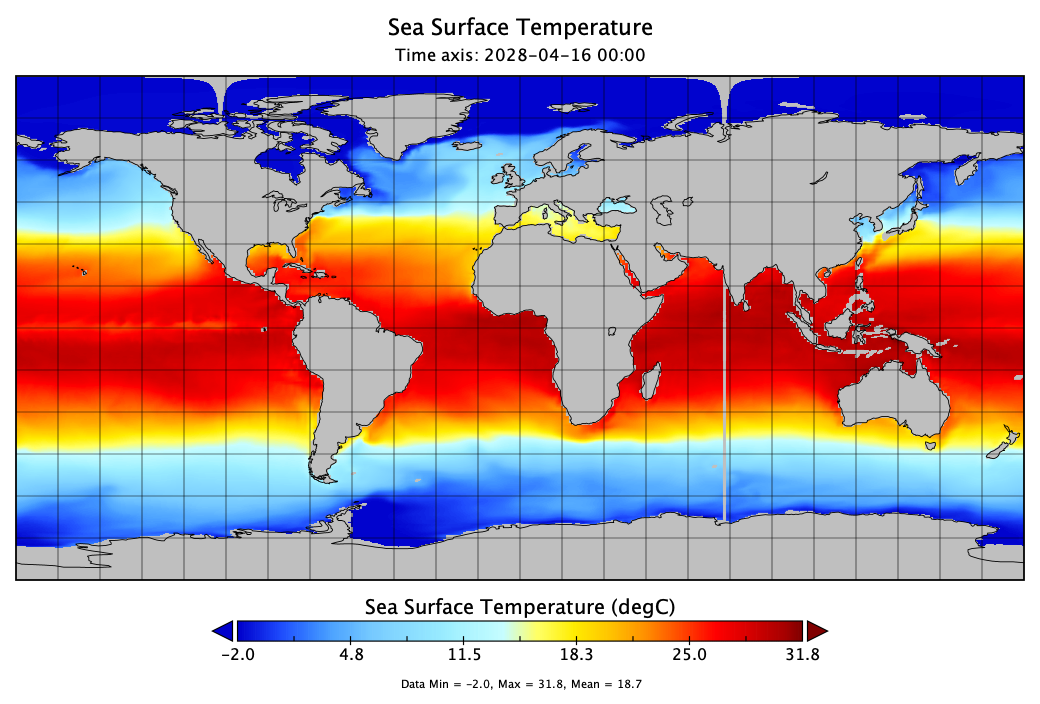 Sea Surface Temperature
Time axis: 2028-04-16 00:00
Sea Surface Temperature (degC)
-2.0 4.8 11.5 18.3 25.0 31.8
Data Min = -2.0, Max = 31.8, Mean = 18.7